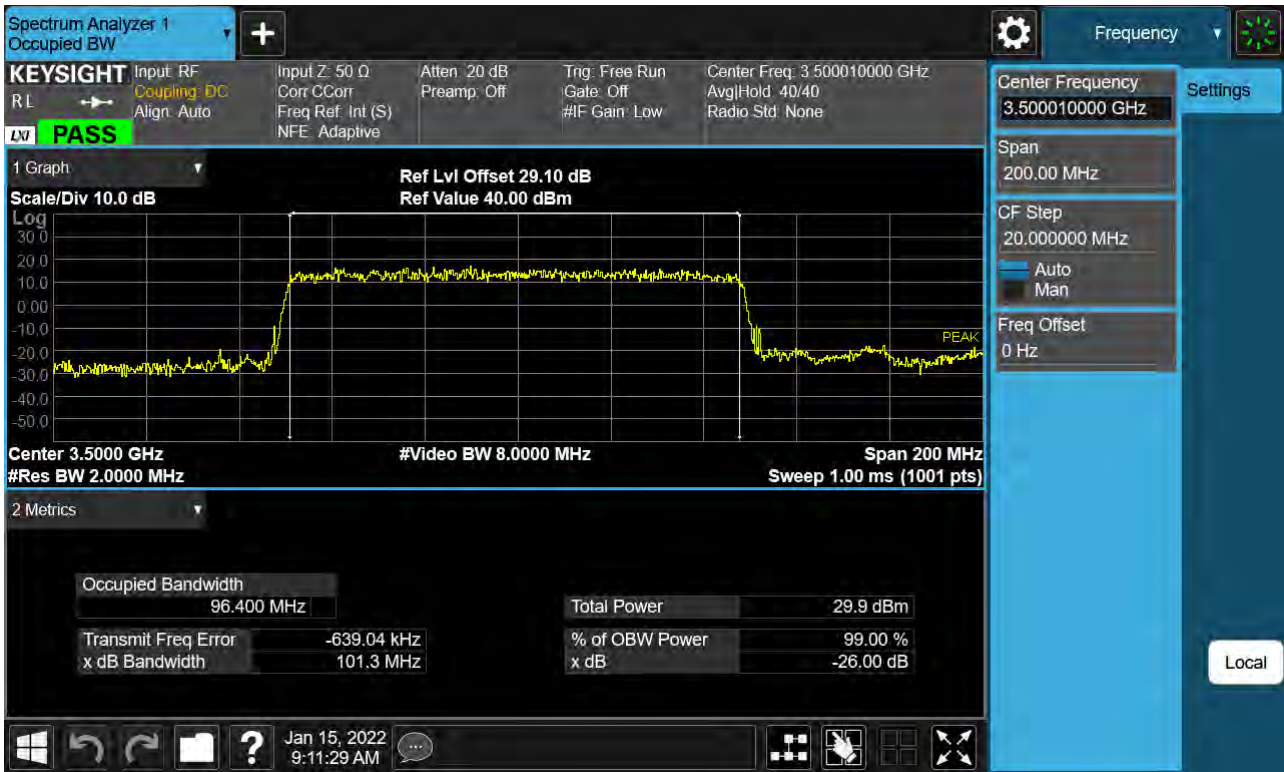 Spectrum Analyzer 1
Occupied BW
+
Frequency
KEYSIGHT
R L
LXI PASS
Input: RF
Coupling: DC
Align: Auto
Input Z: 50 Ω
Corr CCorr
Freq Ref: Int (S)
NFE: Adaptive
Atten: 20 dB
Preamp: Off
Trig: Free Run
Gate: Off
#IF Gain: Low
Center Freq: 3.500010000 GHz
Avg|Hold: 40/40
Radio Std: None
Center Frequency
3.500010000 GHz
Settings
Span
200.00 MHz
CF Step
20.000000 MHz
Auto
Man
Freq Offset
0 Hz
Local
1 Graph
Scale/Div 10.0 dB
Ref Lvl Offset 29.10 dB
Ref Value 40.00 dBm
Log
30.0
20.0
10.0
0.00
-10.0
-20.0
-30.0
-40.0
-50.0
PEAK
Center 3.5000 GHz
#Video BW 8.0000 MHz
Span 200 MHz
#Res BW 2.0000 MHz
Sweep 1.00 ms (1001 pts)
2 Metrics
Occupied Bandwidth
96.400 MHz
Total Power 29.9 dBm
Transmit Freq Error -639.04 kHz
% of OBW Power 99.00 %
x dB Bandwidth 101.3 MHz
x dB -26.00 dB
?
Jan 15, 2022
9:11:29 AM